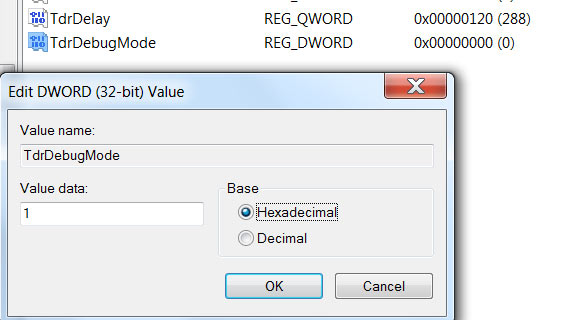 TdrDelay REG_QWORD 0x00000120 (288)
TdrDebugMode REG_DWORD 0x00000000 (0)
Edit DWORD (32-bit) Value
Value name:
TdrDebugMode
Value data:
1
Base
Hexadecimal
Decimal
OK Cancel